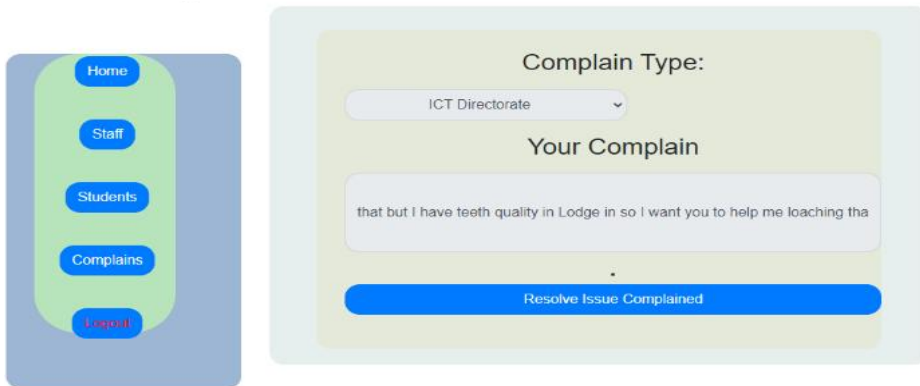 Home
Staff
Students
Complains
Logout
Complain Type:
ICT Directorate
Your Complain
that but I have teeth quality in Lodge in so I want you to help me loaching tha
.
Resolve Issue Complained